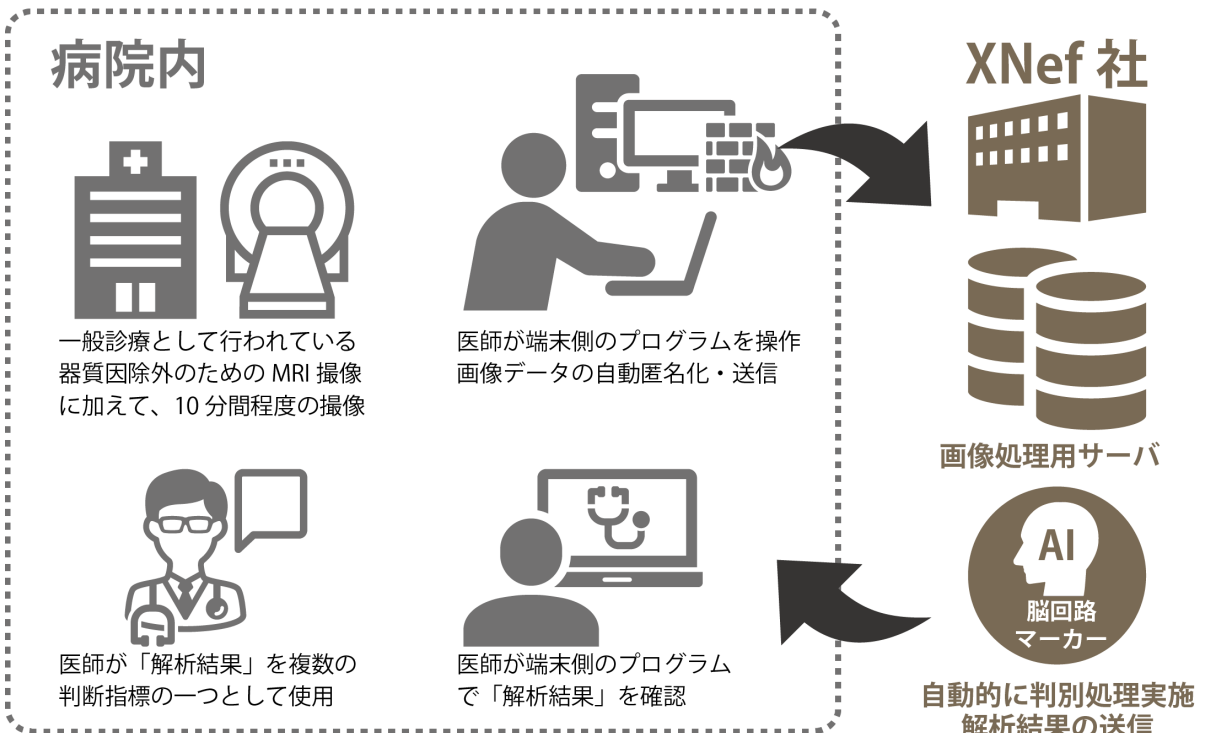 病院内
一般診療として行われている
器質因除外のための MRI 撮像
に加えて、10 分間程度の撮像
医師が端末側のプログラムを操作
画像データの自動匿名化・送信
XNef 社
画像処理用サーバ
AI
脳回路
マーカー
自動的に判別処理実施
解析結果の送信
医師が端末側のプログラム
で「解析結果」を確認
医師が「解析結果」を複数の
判断指標の一つとして使用